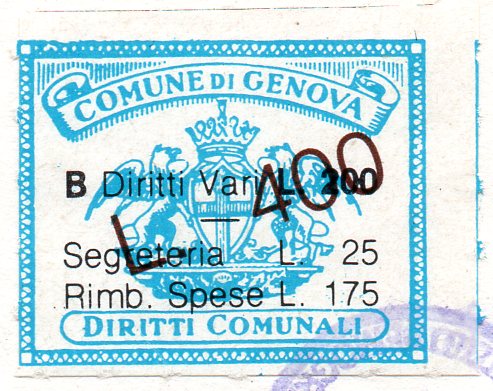 COMUNE DI GENOVA
B Diritti Vari L. 200
L. 400
Segreteria L. 25
Rimb. Spese L. 175
DIRITTI COMUNALI